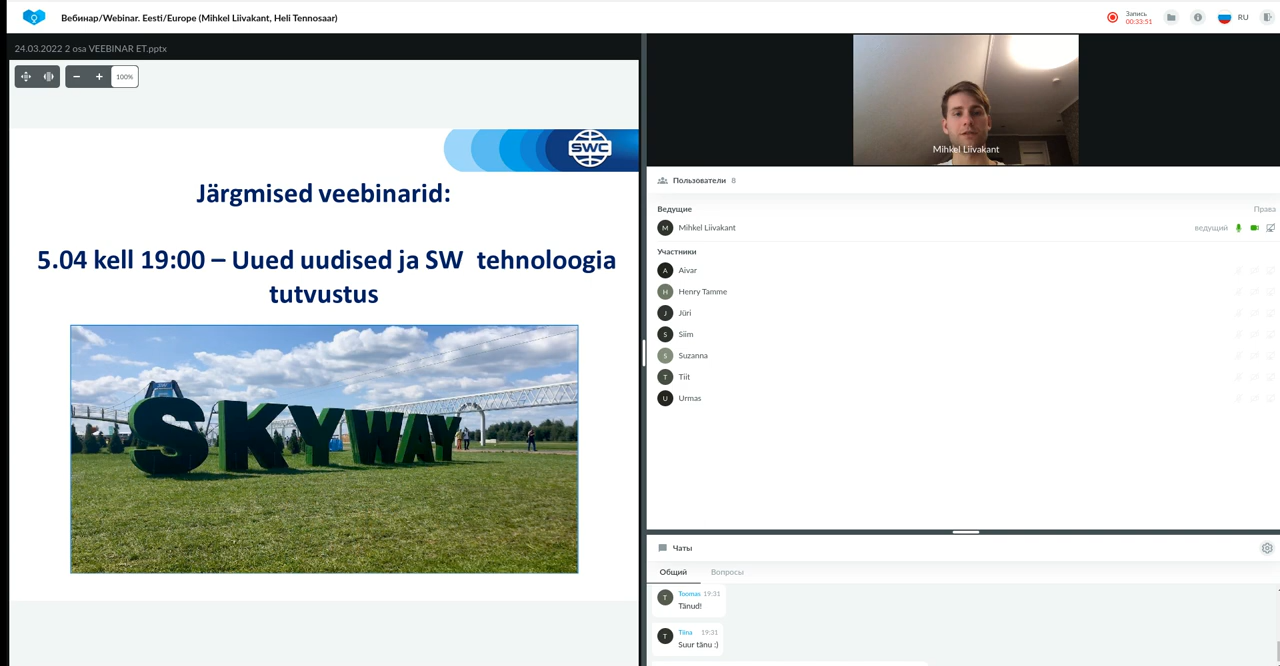 Вебинар/Webinar. Eesti/Europe (Mihkel Liivakant, Heli Tennosaar)
Запись
00:33:51
RU
24.03.2022 2 osa VEEBINAR ET.pptx
100%
SWC
Järgmised veebinarid:
5.04 kell 19:00 – Uued uudised ja SW tehnoloogia
tutvustus
SKYWAY
Mihkel Liivakant
Пользователи 8
Ведущие Права
M Mihkel Liivakant ведущий
Участники
A Aivar
H Henry Tamme
J Jüri
S Siim
S Suzanna
T Tiit
U Urmas
Чаты
Общий Вопросы
T Toomas 19:31
Tänud!
T Tiina 19:31
Suur tänu :)